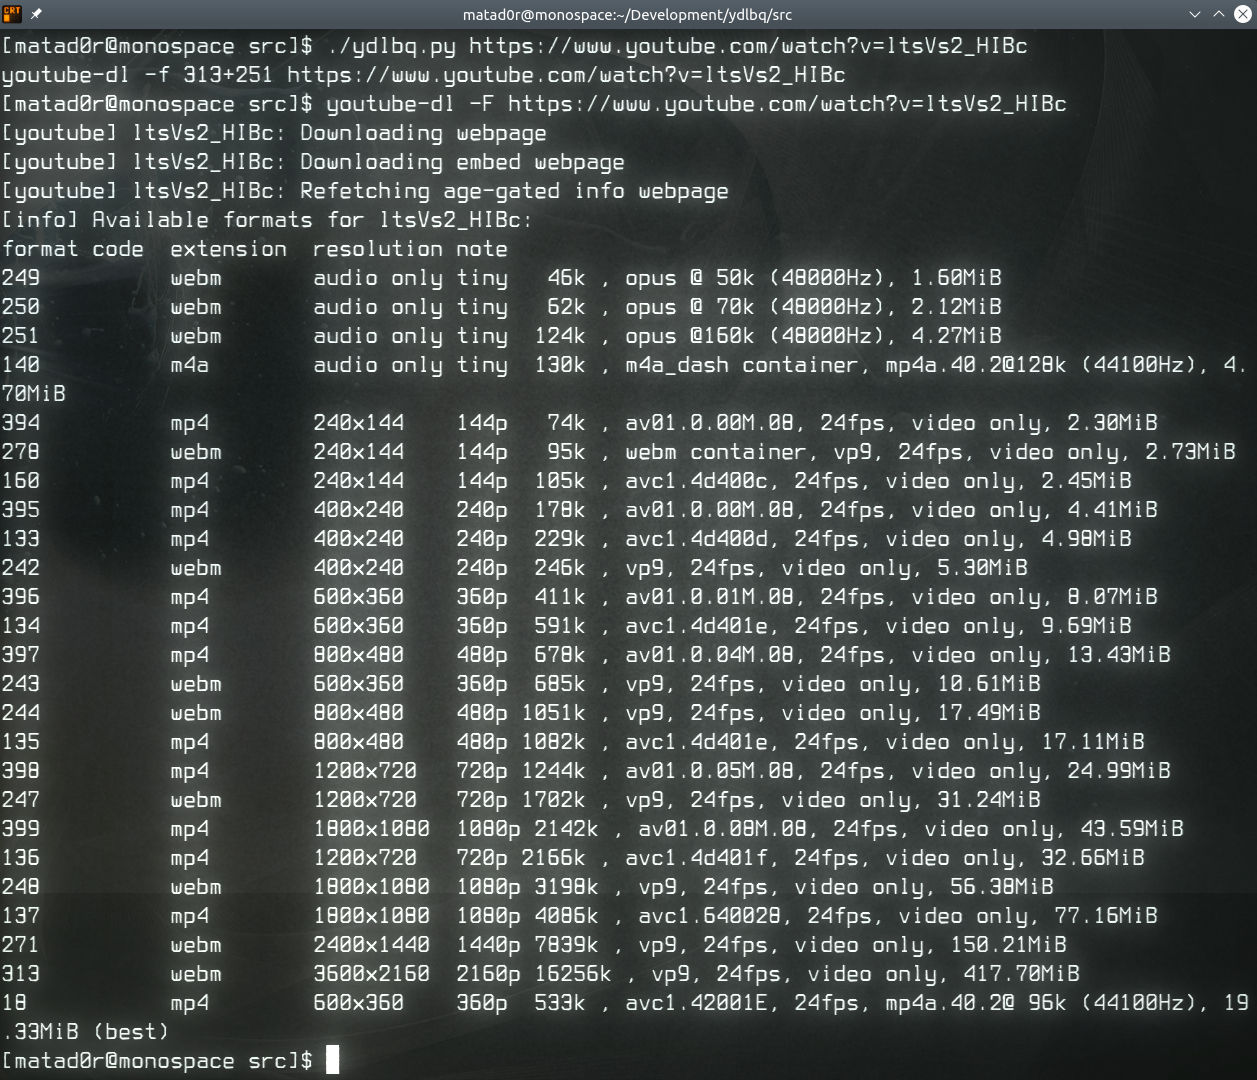 CRT
matad0r@monospace:~/Development/ydlbq/src
[matad0r@monospace src]$ ./ydlbq.py https://www.youtube.com/watch?v=ltsVs2_HIBc
youtube-dl -f 313+251 https://www.youtube.com/watch?v=ltsVs2_HIBc
[matad0r@monospace src]$ youtube-dl -F https://www.youtube.com/watch?v=ltsVs2_HIBc
[youtube] ltsVs2_HIBc: Downloading webpage
[youtube] ltsVs2_HIBc: Downloading embed webpage
[youtube] ltsVs2_HIBc: Refetching age-gated info webpage
[info] Available formats for ltsVs2_HIBc:
format code  extension  resolution note
249          webm       audio only tiny   46k , opus @ 50k (48000Hz), 1.60MiB
250          webm       audio only tiny   62k , opus @ 70k (48000Hz), 2.12MiB
251          webm       audio only tiny  124k , opus @160k (48000Hz), 4.27MiB
140          m4a        audio only tiny  130k , m4a_dash container, mp4a.40.2@128k (44100Hz), 4.
70MiB
394          mp4        240x144    144p   74k , av01.0.00M.08, 24fps, video only, 2.30MiB
278          webm       240x144    144p   95k , webm container, vp9, 24fps, video only, 2.73MiB
160          mp4        240x144    144p  105k , avc1.4d400c, 24fps, video only, 2.45MiB
395          mp4        400x240    240p  178k , av01.0.00M.08, 24fps, video only, 4.41MiB
133          mp4        400x240    240p  229k , avc1.4d400d, 24fps, video only, 4.98MiB
242          webm       400x240    240p  246k , vp9, 24fps, video only, 5.30MiB
396          mp4        600x360    360p  411k , av01.0.01M.08, 24fps, video only, 8.07MiB
134          mp4        600x360    360p  591k , avc1.4d401e, 24fps, video only, 9.69MiB
397          mp4        800x480    480p  678k , av01.0.04M.08, 24fps, video only, 13.43MiB
243          webm       600x360    360p  685k , vp9, 24fps, video only, 10.61MiB
244          webm       800x480    480p 1051k , vp9, 24fps, video only, 17.49MiB
135          mp4        800x480    480p 1082k , avc1.4d401e, 24fps, video only, 17.11MiB
398          mp4        1200x720   720p 1244k , av01.0.05M.08, 24fps, video only, 24.99MiB
247          webm       1200x720   720p 1702k , vp9, 24fps, video only, 31.24MiB
399          mp4        1800x1080  1080p 2142k , av01.0.08M.08, 24fps, video only, 43.59MiB
136          mp4        1200x720   720p 2166k , avc1.4d401f, 24fps, video only, 32.66MiB
248          webm       1800x1080  1080p 3198k , vp9, 24fps, video only, 56.38MiB
137          mp4        1800x1080  1080p 4086k , avc1.640028, 24fps, video only, 77.16MiB
271          webm       2400x1440  1440p 7839k , vp9, 24fps, video only, 150.21MiB
313          webm       3600x2160  2160p 16256k , vp9, 24fps, video only, 417.70MiB
18           mp4        600x360    360p  533k , avc1.42001E, 24fps, mp4a.40.2@ 96k (44100Hz), 19
.33MiB (best)
[matad0r@monospace src]$